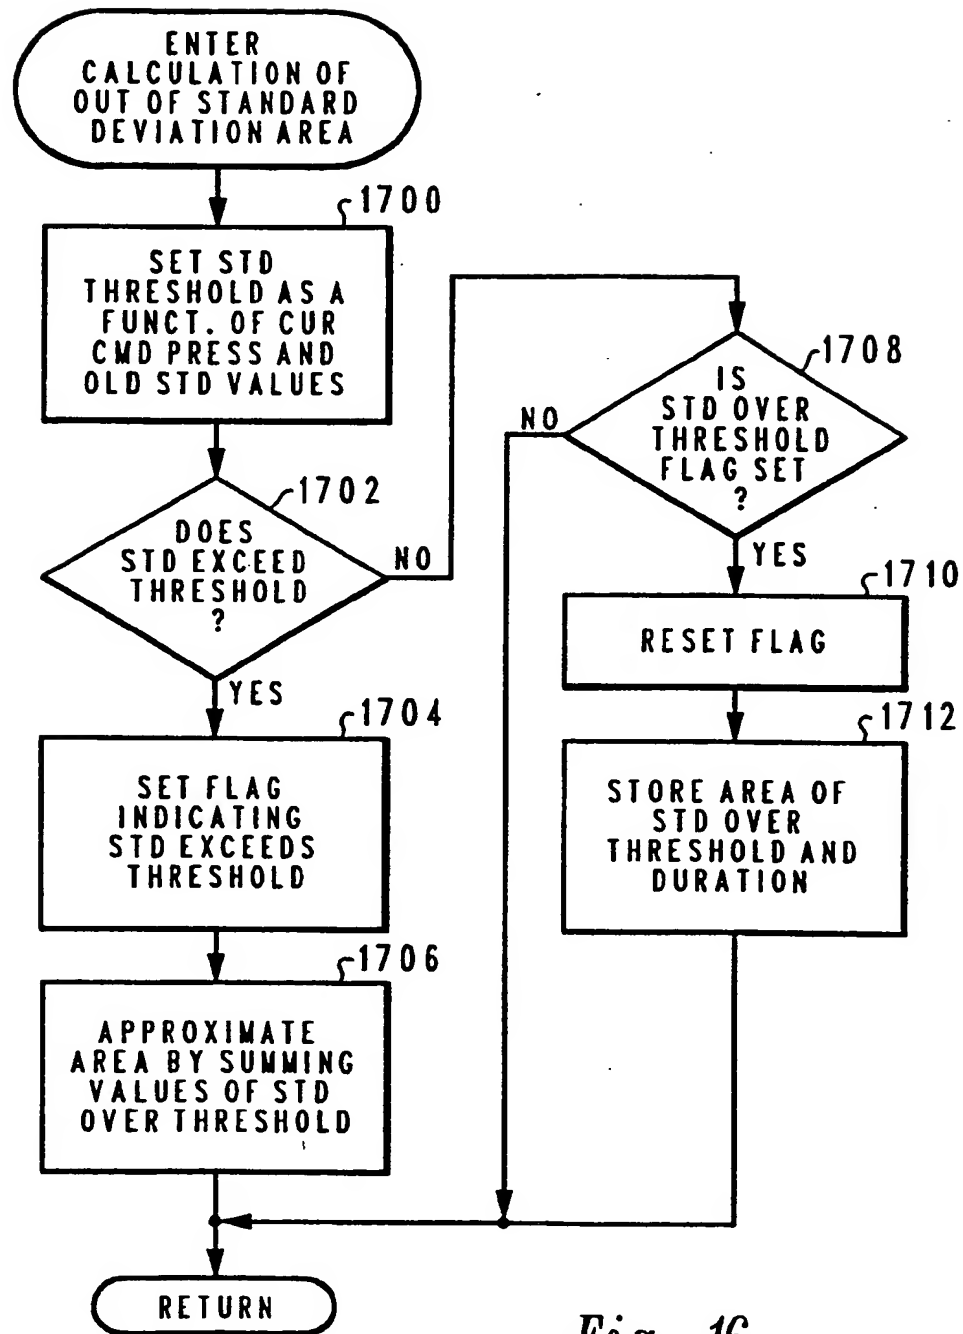 ENTER
CALCULATION OF
OUT OF STANDARD
DEVIATION AREA
1700
SET STD
THRESHOLD AS A
FUNCT. OF CUR
CMD PRESS AND
OLD STD VALUES
1702
DOES
STD EXCEED
THRESHOLD
?
NO
YES
1704
SET FLAG
INDICATING
STD EXCEEDS
THRESHOLD
1706
APPROXIMATE
AREA BY SUMMING
VALUES OF STD
OVER THRESHOLD
1708
IS
STD OVER
THRESHOLD
FLAG SET
?
NO
YES
1710
RESET FLAG
1712
STORE AREA OF
STD OVER
THRESHOLD AND
DURATION
RETURN
Fig. 16